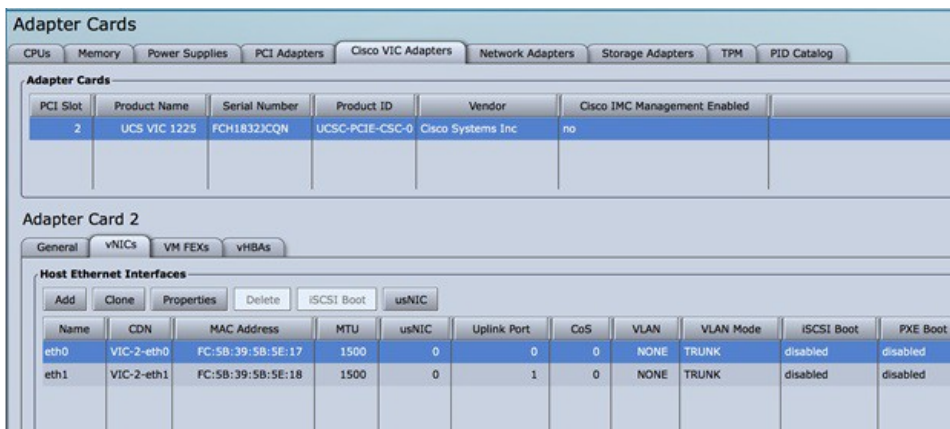 Adapter Cards
CPUs Memory Power Supplies PCI Adapters Cisco VIC Adapters Network Adapters Storage Adapters TPM PID Catalog
Adapter Cards
PCI Slot Product Name Serial Number Product ID Vendor Cisco IMC Management Enabled
2 UCS VIC 1225 FCH1832JCQN UCSC-PCIE-CSC-0 Cisco Systems Inc no
Adapter Card 2
General vNICs VM FEXs vHBAs
Host Ethernet Interfaces
Add Clone Properties Delete iSCSI Boot usNIC
Name CDN MAC Address MTU usNIC Uplink Port CoS VLAN VLAN Mode iSCSI Boot PXE Boot
eth0 VIC-2-eth0 FC:5B:39:5B:5E:17 1500 0 0 0 NONE TRUNK disabled disabled
eth1 VIC-2-eth1 FC:5B:39:5B:5E:18 1500 0 1 0 NONE TRUNK disabled disabled